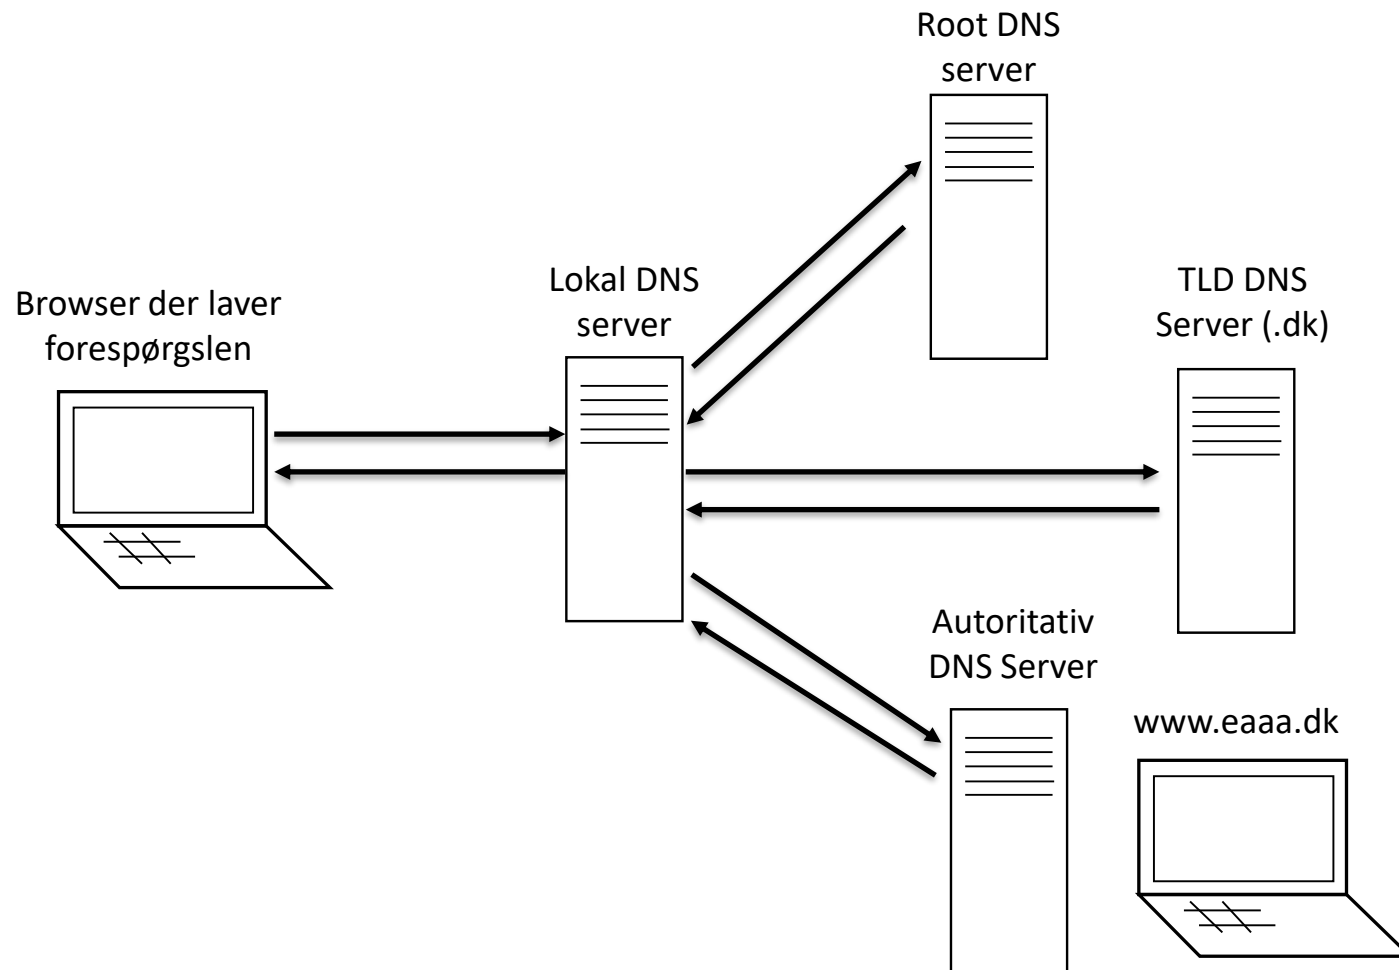 Root DNS
server
Browser der laver
forespørgslen
Lokal DNS
server
TLD DNS
Server (.dk)
Autoritativ
DNS Server
www.eaaa.dk